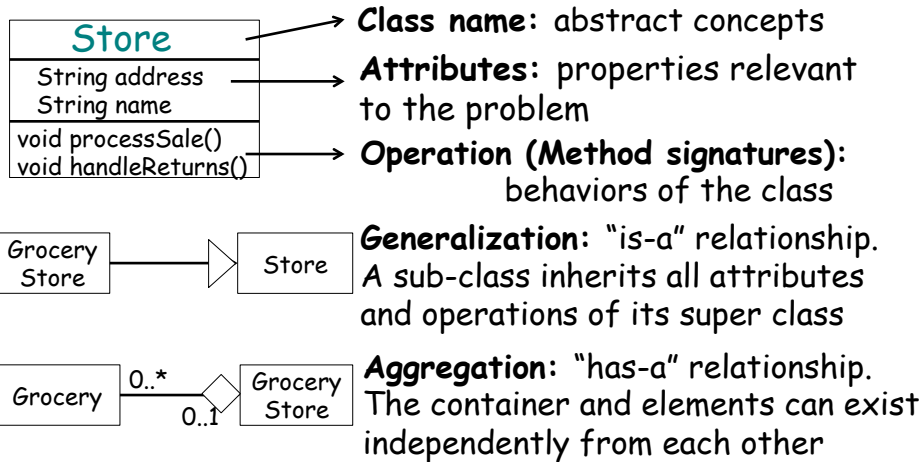 Store
String address
String name
void processSale()
void handleReturns()
Class name: abstract concepts
Attributes: properties relevant
to the problem
Operation (Method signatures):
behaviors of the class
Grocery
Store
Store
Generalization: “is-a” relationship.
A sub-class inherits all attributes
and operations of its super class
Grocery
0..*
0..1
Grocery
Store
Aggregation: “has-a” relationship.
The container and elements can exist
independently from each other